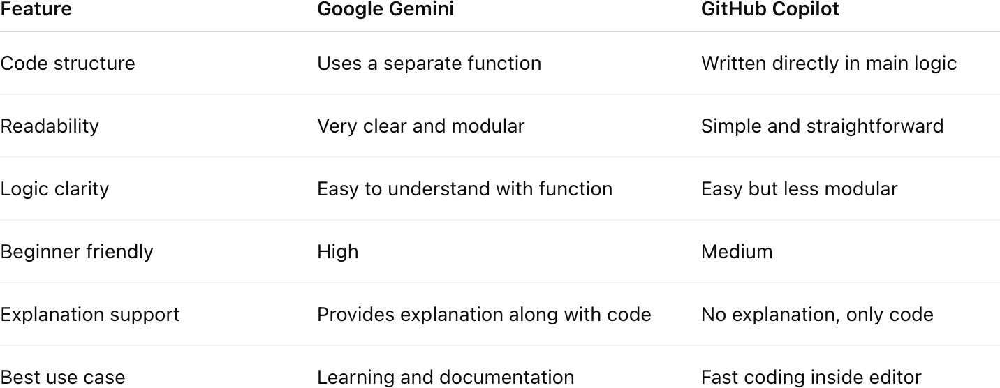 Feature Google Gemini GitHub Copilot
Code structure Uses a separate function Written directly in main logic
Readability Very clear and modular Simple and straightforward
Logic clarity Easy to understand with function Easy but less modular
Beginner friendly High Medium
Explanation support Provides explanation along with code No explanation, only code
Best use case Learning and documentation Fast coding inside editor